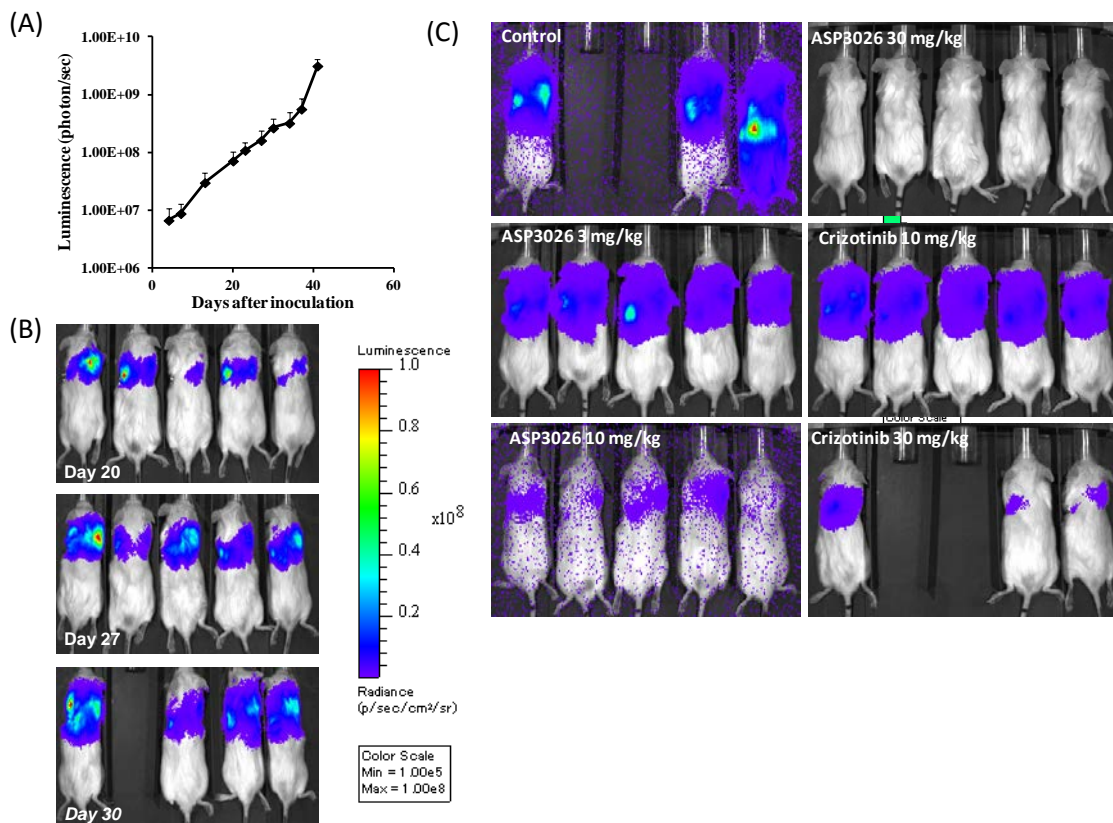 (A)
1.00E+10
1.00E+09
1.00E+08
1.00E+07
1.00E+06
Luminescence (photon/sec)
0
20
40
60
Days after inoculation
(B)
Day 20
Day 27
Day 30
Luminescence
1.0
0.8
0.6
0.4
0.2
x10⁸
Radiance
(p/sec/cm²/sr)
Color Scale
Min = 1.00e5
Max = 1.00e8
(C)
Control
ASP3026 30 mg/kg
ASP3026 3 mg/kg
Crizotinib 10 mg/kg
Color Scale
ASP3026 10 mg/kg
Crizotinib 30 mg/kg